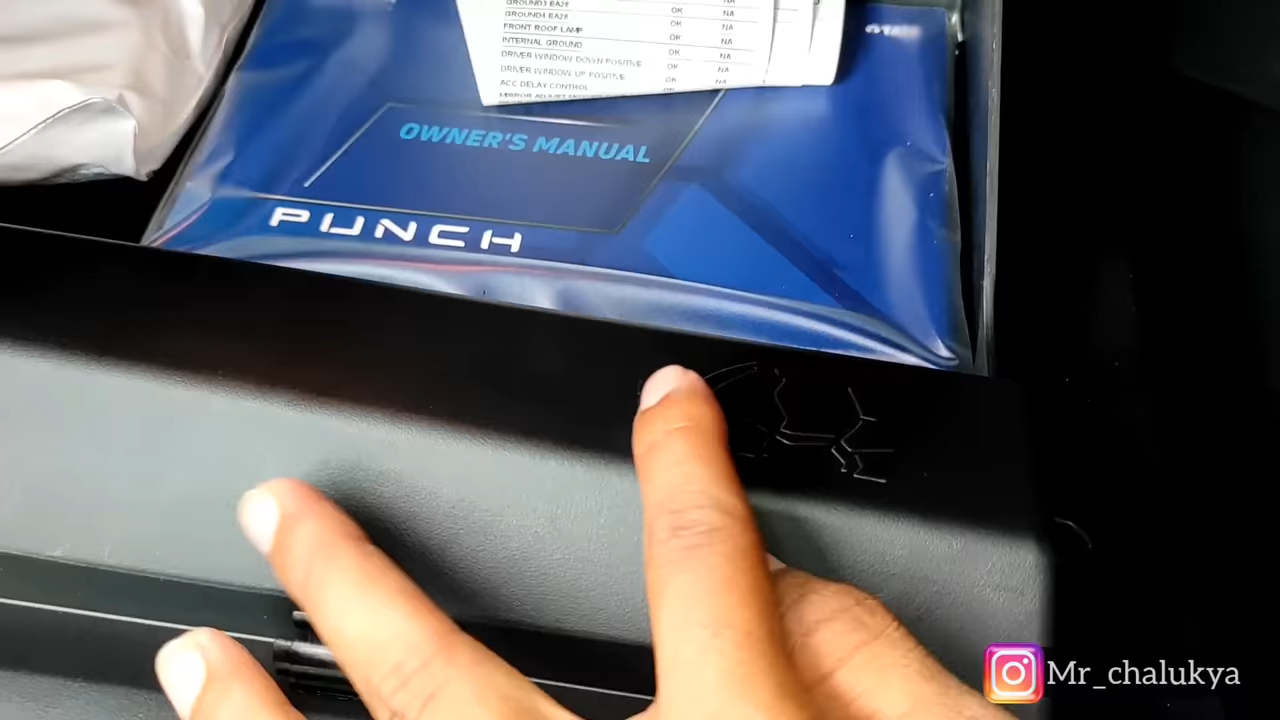 GROUND3 EA28 OK NA
GROUND4 EA28 OK NA
FRONT ROOF LAMP OK NA
INTERNAL GROUND OK NA
DRIVER WINDOW DOWN POSITIVE OK NA
DRIVER WINDOW UP POSITIVE OK NA
ACC DELAY CONTROL
OWNER'S MANUAL
PUNCH
Mr_chalukya